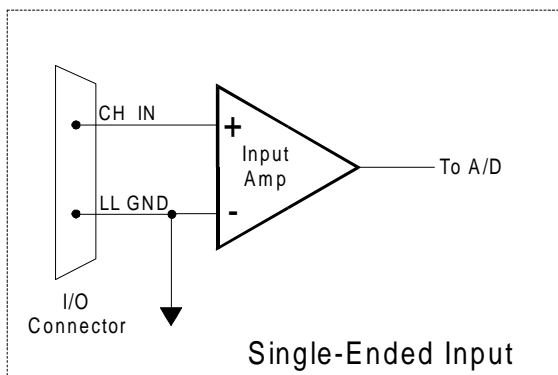 CH IN
+
Input
Amp
To A/D
LL GND
-
I/O
Connector
Single-Ended Input